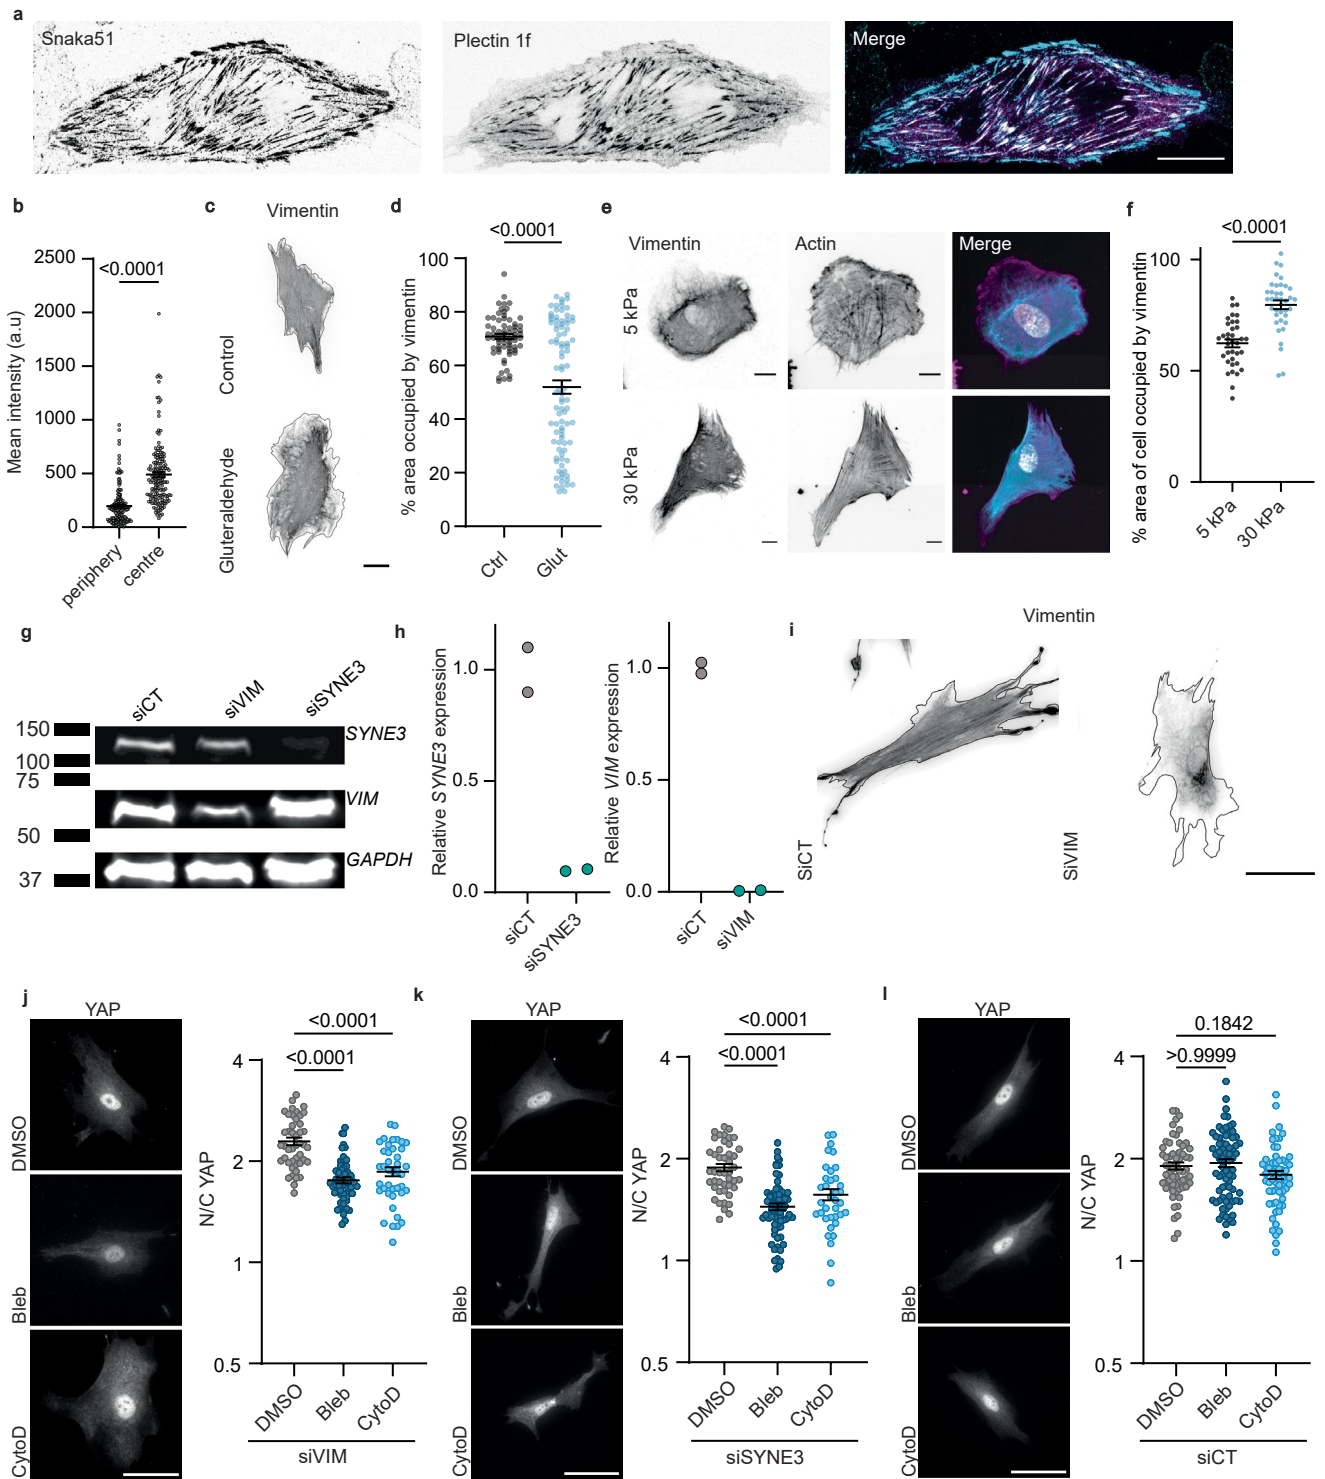 a
Snaka51
Plectin 1f
Merge
b
Mean intensity (a.u)
2500
2000
1500
1000
500
0
<0.0001
periphery
centre
c
Vimentin
Control
Gluteraldehyde
d
% area occupied by vimentin
100
80
60
40
20
0
<0.0001
Ctrl
Glut
e
Vimentin
Actin
Merge
5 kPa
30 kPa
f
% area of cell occupied by vimentin
100
50
0
<0.0001
5 kPa
30 kPa
g
siCT
siVIM
siSYNE3
150
100
75
50
37
SYNE3
VIM
GAPDH
h
Relative SYNE3 expression
1.0
0.5
0.0
siCT
siSYNE3
Relative VIM expression
1.0
0.5
0.0
siCT
siVIM
i
Vimentin
SiCT
SiVIM
j
YAP
DMSO
Bleb
CytoD
N/C YAP
4
2
1
0.5
<0.0001
<0.0001
DMSO
Bleb
CytoD
siVIM
k
YAP
DMSO
Bleb
CytoD
N/C YAP
4
2
1
0.5
<0.0001
<0.0001
DMSO
Bleb
CytoD
siSYNE3
l
YAP
DMSO
Bleb
CytoD
N/C YAP
4
2
1
0.5
0.1842
>0.9999
DMSO
Bleb
CytoD
siCT